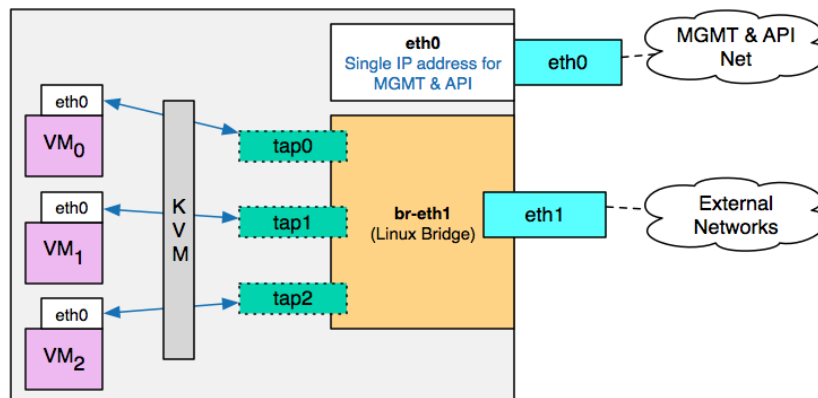 eth0
Single IP address for
MGMT & API
eth0
MGMT & API
Net
eth0
VM0
tap0
eth0
VM1
K
V
M
tap1
br-eth1
(Linux Bridge)
eth1
External
Networks
eth0
VM2
tap2